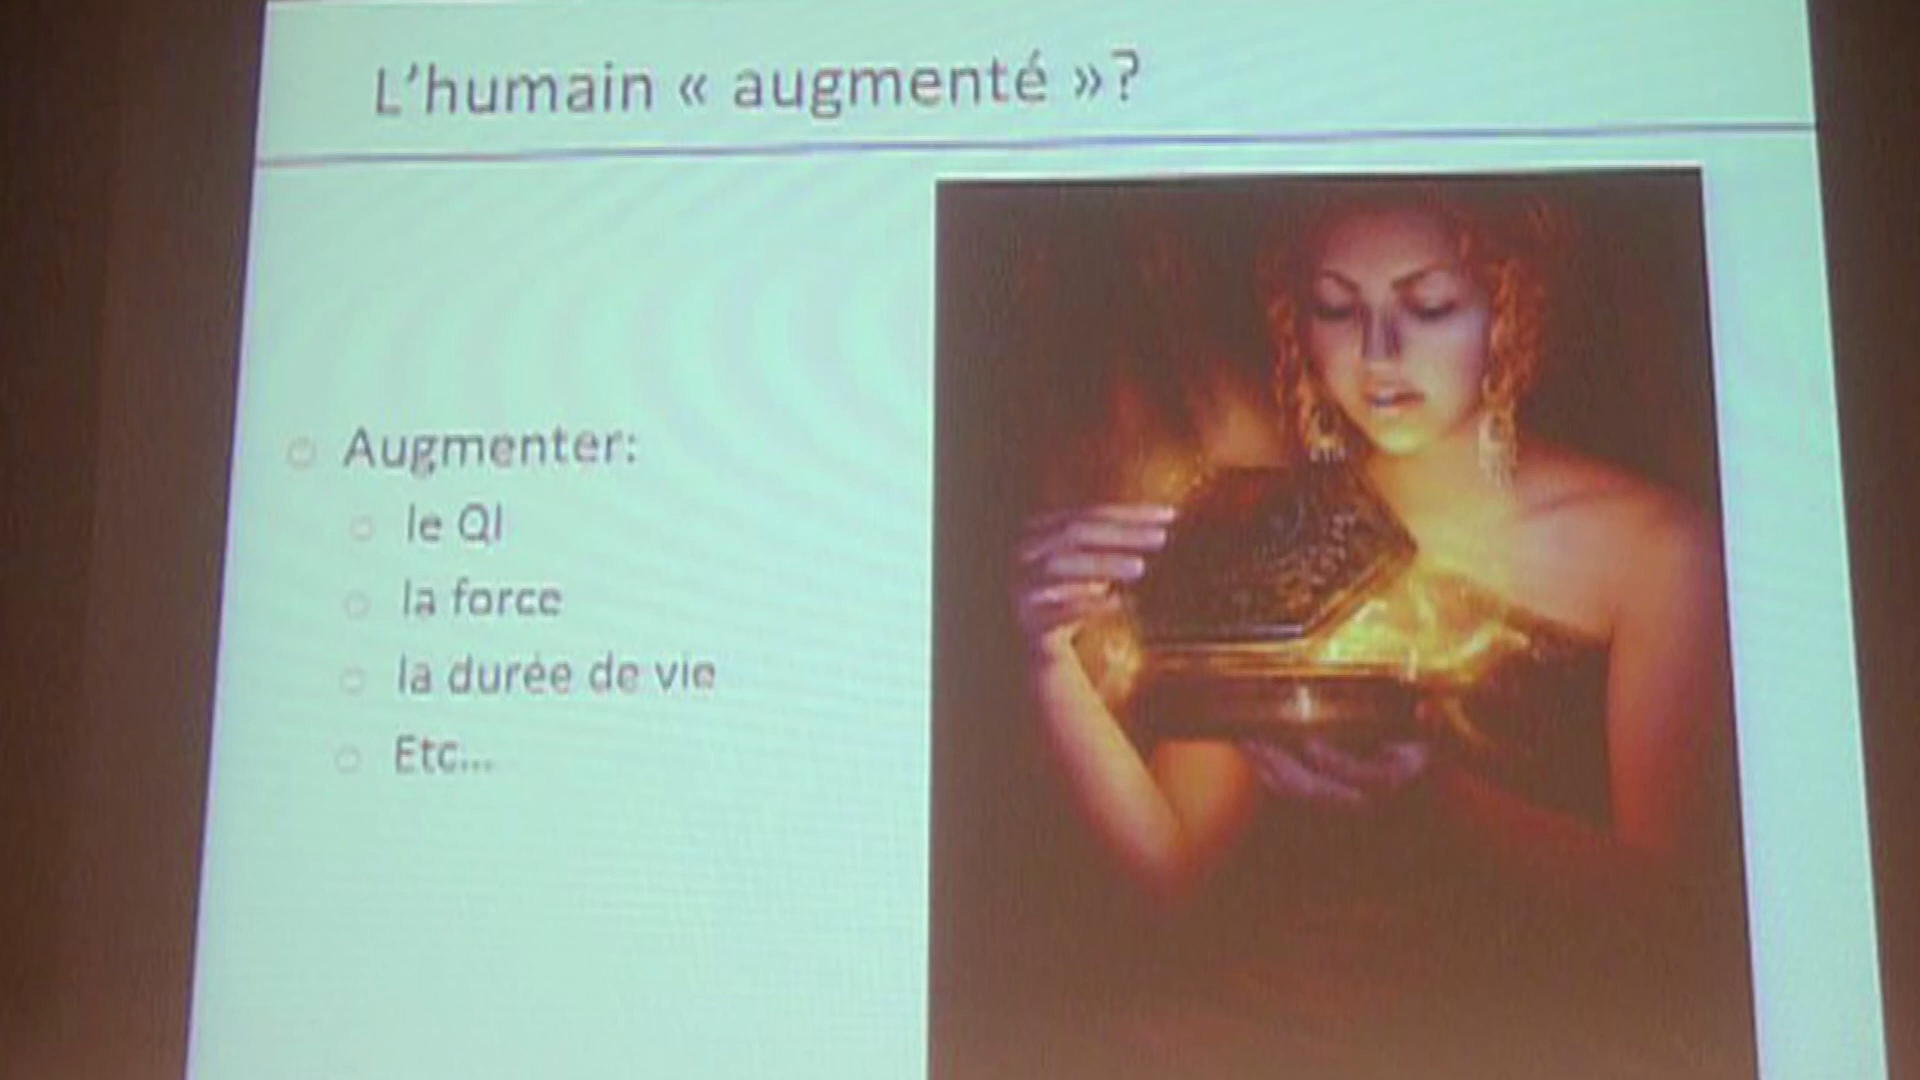 L'humain « augmenté »?
Augmenter:
le QI
la force
la durée de vie
Etc...